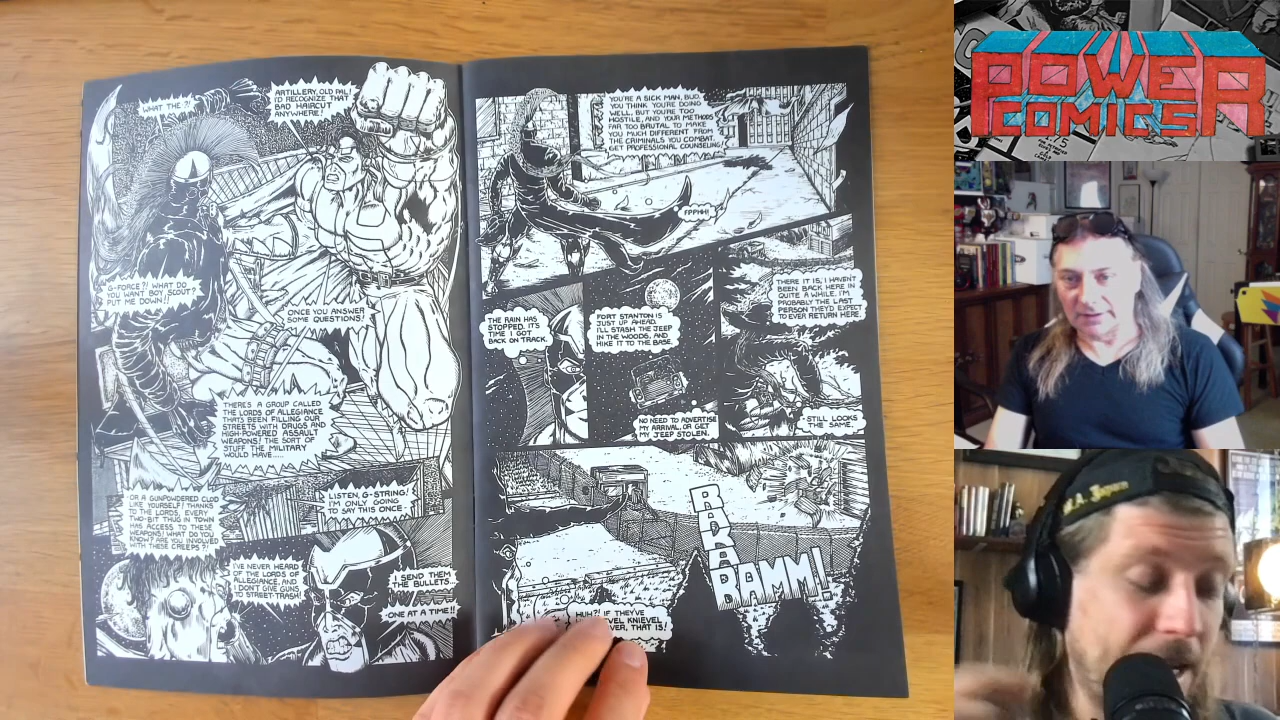 WHAT THE ?!
ARTILLERY, OLD PAL!
I'D RECOGNIZE THAT
BAD HAIRCUT
ANYWHERE!
G-FORCE?! WHAT DO
YOU WANT BOY SCOUT?
PUT ME DOWN!!
ONCE YOU ANSWER
SOME QUESTIONS!
THERE'S A GROUP CALLED
THE LORDS OF ALLEGIANCE
THAT'S BEEN FILLING OUR
STREETS WITH DRUGS AND
HIGH-POWERED ASSAULT
WEAPONS! THE SORT OF
STUFF THE MILITARY
WOULD HAVE.....
-OR A GUNPOWDERED CLOD
LIKE YOURSELF! THANKS
TO THE LORDS, EVERY
TWO-BIT THUG IN TOWN
HAS ACCESS TO THESE
WEAPONS! WHAT DO YOU
KNOW? ARE YOU INVOLVED
WITH THESE CREEPS?!
LISTEN, G-STRING!
I'M ONLY GOING
TO SAY THIS ONCE-
I'VE NEVER HEARD
OF THE LORDS OF
ALLEGIANCE, AND
I DON'T GIVE GUNS
TO STREET-TRASH.
I SEND THEM
THE BULLETS..
-ONE AT A TIME!!
YOU'RE A SICK MAN, BUD.
YOU THINK YOU'RE DOING
WELL, BUT YOU'RE TOO
HOSTILE, AND YOUR METHODS
FAR TOO BRUTAL TO MAKE
YOU MUCH DIFFERENT FROM
THE CRIMINALS YOU COMBAT.
GET PROFESSIONAL COUNSELING!
FPPHH!
THE RAIN HAS
STOPPED. IT'S
TIME I GOT
BACK ON TRACK.
FORT STANTON IS
JUST UP AHEAD.
I'LL STASH THE JEEP
IN THE WOODS, AND
HIKE IT TO THE BASE.
NO NEED TO ADVERTISE
MY ARRIVAL, OR GET
MY JEEP STOLEN.
THERE IT IS, I HAVEN'T
BEEN BACK HERE IN
QUITE A WHILE. I'M
PROBABLY THE LAST
PERSON THEY'D EXPECT
TO EVER RETURN HERE.
STILL LOOKS
THE SAME.
BAMM!!
HUH?! IF THEY'VE
KNIEVEL
THAT IS!
POWER
COMICS